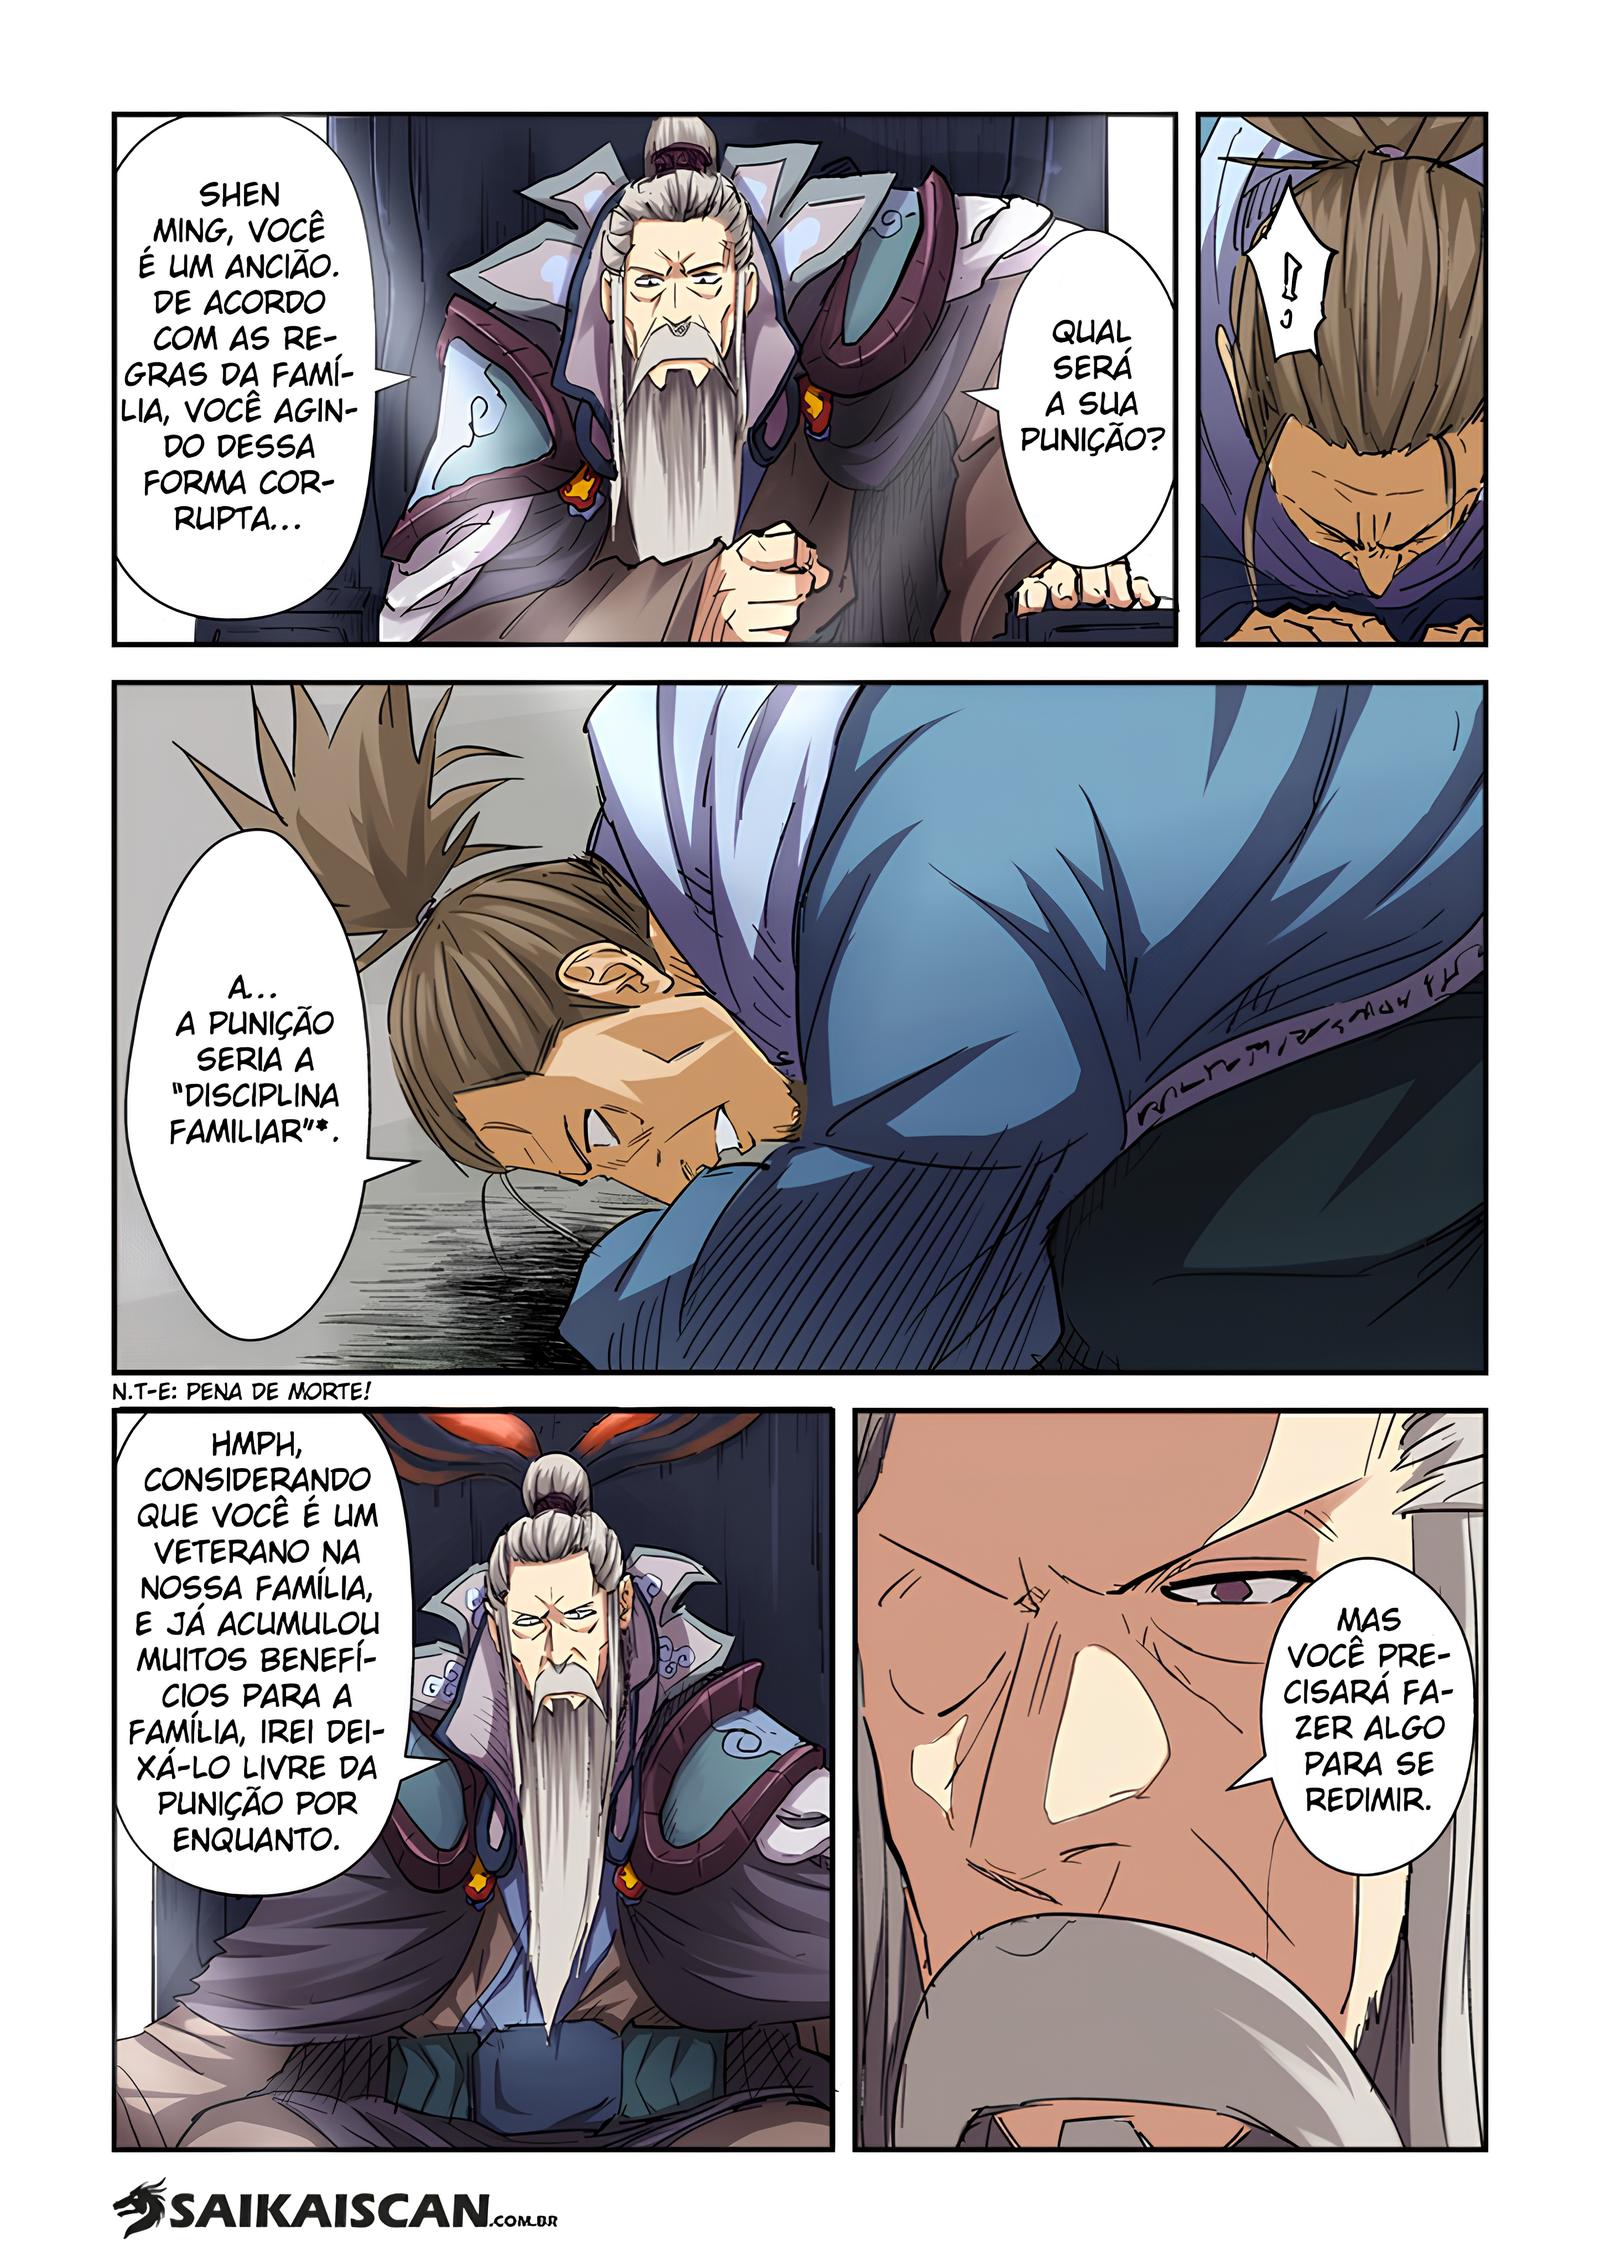 SHEN
MING, VOCÊ
É UM ANCIÃO.
DE ACORDO
COM AS RE-
GRAS DA FAMÍ-
LIA, VOCÊ AGIN-
DO DESSA
FORMA COR-
RUPTA...
QUAL
SERÁ
A SUA
PUNIÇÃO?
!
A...
A PUNIÇÃO
SERIA A
"DISCIPLINA
FAMILIAR"*.
N.T-E: PENA DE MORTE!
HMPH,
CONSIDERANDO
QUE VOCÊ É UM
VETERANO NA
NOSSA FAMÍLIA,
E JÁ ACUMULOU
MUITOS BENEFÍ-
CIOS PARA A
FAMÍLIA, IREI DEI-
XÁ-LO LIVRE DA
PUNIÇÃO POR
ENQUANTO.
MAS
VOCÊ PRE-
CISARÁ FA-
ZER ALGO
PARA SE
REDIMIR.
SAIKAISCAN.COM.BR